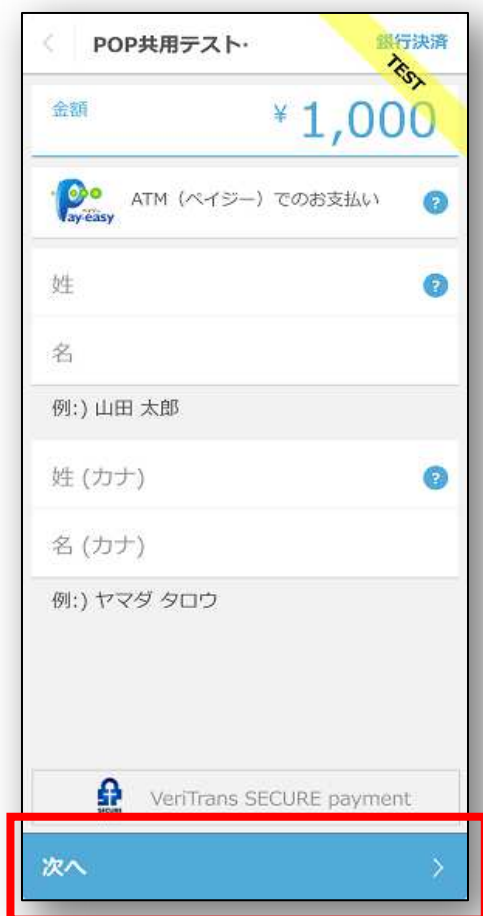 POP共用テスト·
銀行決済
TEST
金額
¥ 1,000
Pay-easy
ATM（ペイジー）でのお支払い
?
姓
?
名
例:) 山田 太郎
姓 (カナ)
?
名 (カナ)
例:) ヤマダ タロウ
SECURE
VeriTrans SECURE payment
次へ